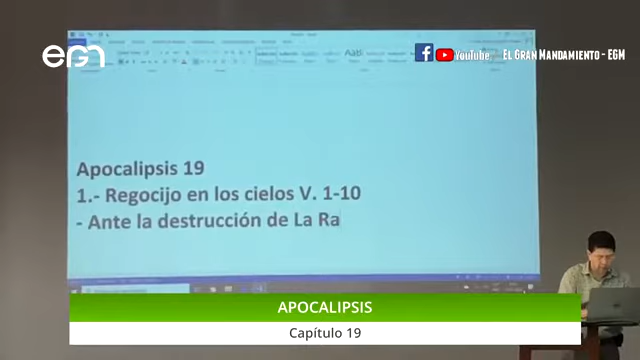 EGM
YouTube
EL GRAN MANDAMIENTO - EGM
Apocalipsis 19
1.- Regocijo en los cielos V. 1-10
- Ante la destrucción de La Ra
APOCALIPSIS
Capítulo 19